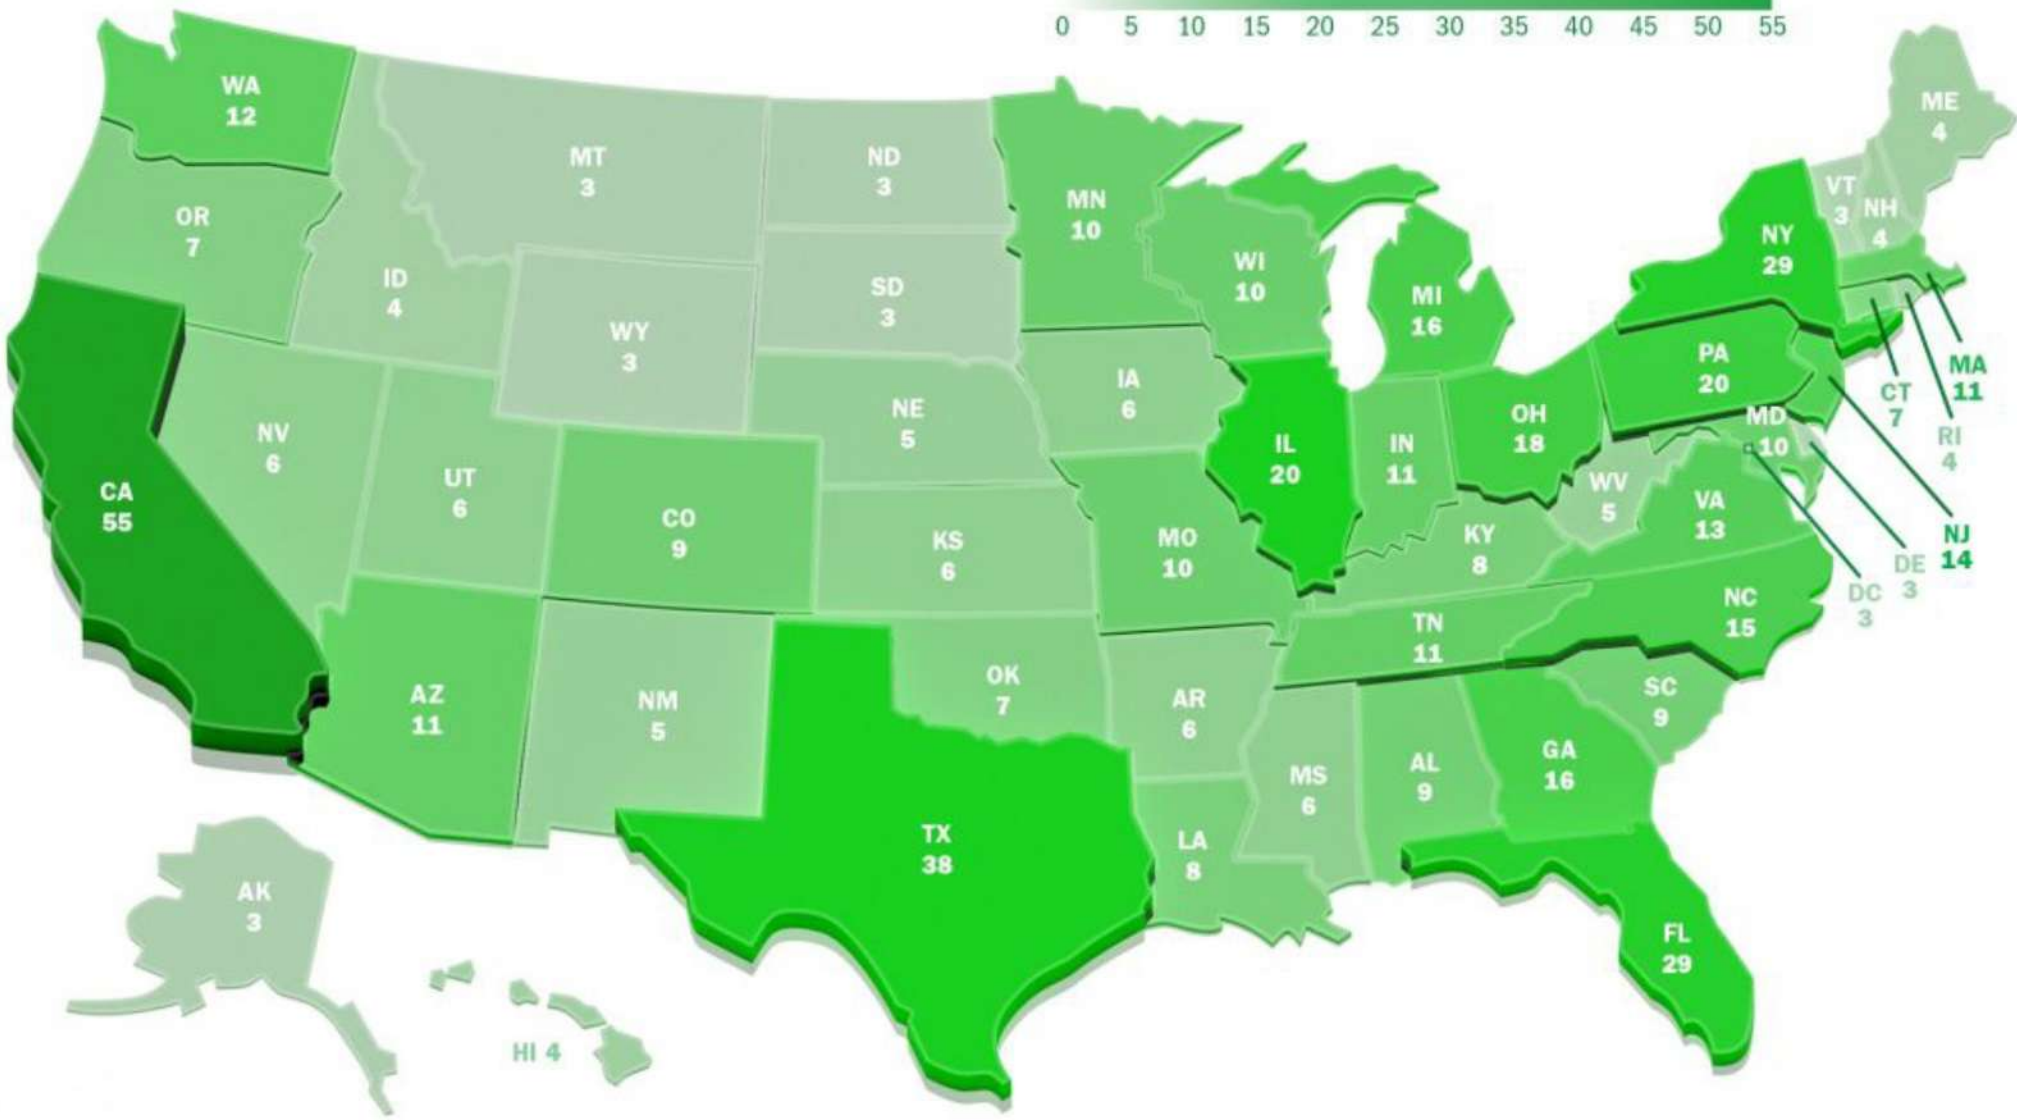 0 5 10 15 20 25 30 35 40 45 50 55
WA
12
OR
7
CA
55
ID
4
NV
6
MT
3
WY
3
UT
6
AZ
11
CO
9
NM
5
ND
3
SD
3
NE
5
KS
6
OK
7
TX
38
MN
10
IA
6
MO
10
AR
6
LA
8
WI
10
IL
20
MI
16
IN
11
OH
18
KY
8
TN
11
MS
6
AL
9
GA
16
FL
29
SC
9
NC
15
VA
13
WV
5
MD
10
PA
20
NY
29
VT
3
NH
4
ME
4
MA
11
CT
7
RI
4
NJ
14
DE
3
DC
3
AK
3
HI 4